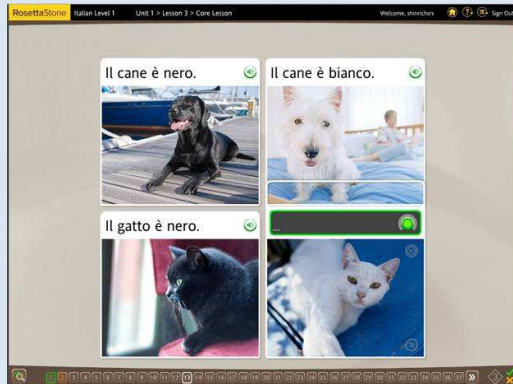 RosettaStone Italian Level 1 Unit 1 > Lesson 3 > Core Lesson Welcome, shinrichsrs Sign Out
Il cane è nero.
Il cane è bianco.
Il gatto è nero.